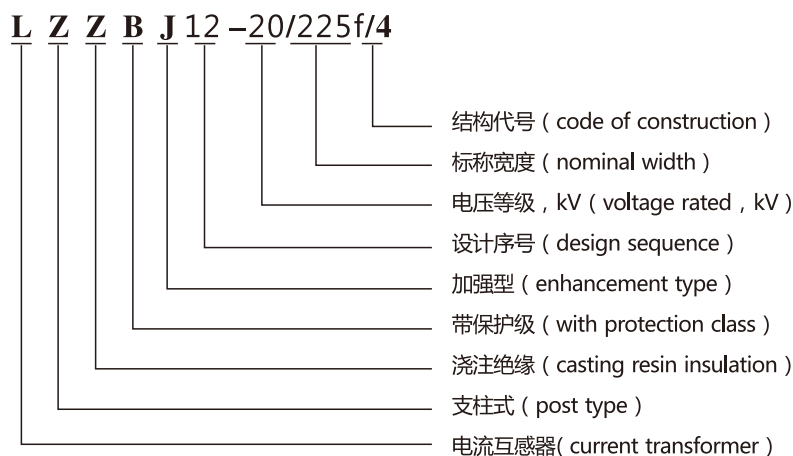 L Z Z B J 12 -20/225f/4
结构代号 ( code of construction )
标称宽度 ( nominal width )
电压等级 , kV ( voltage rated , kV )
设计序号 ( design sequence )
加强型 ( enhancement type )
带保护级 ( with protection class )
浇注绝缘 ( casting resin insulation )
支柱式 ( post type )
电流互感器( current transformer )